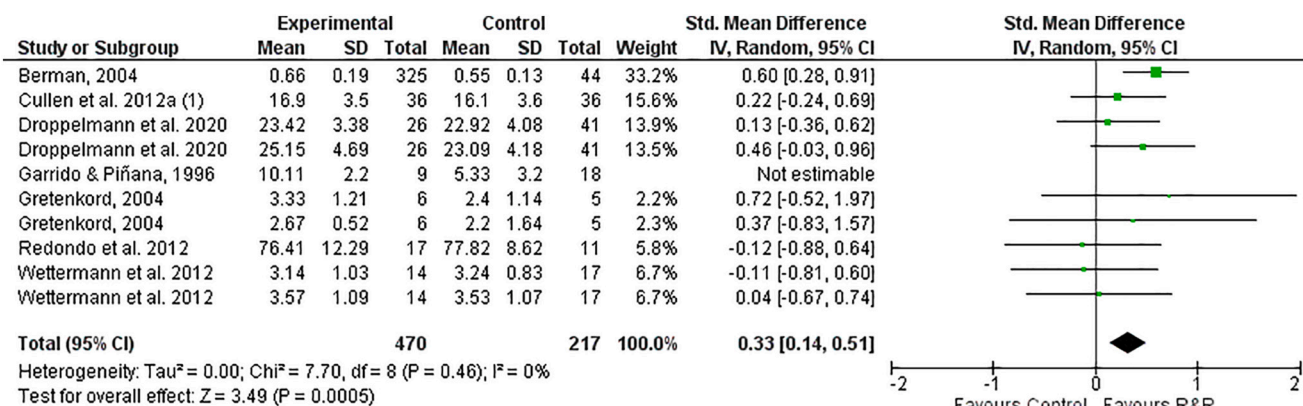 Experimental Control Std. Mean Difference Std. Mean Difference
Study or Subgroup Mean SD Total Mean SD Total Weight IV, Random, 95% CI IV, Random, 95% CI
Berman, 2004 0.66 0.19 325 0.55 0.13 44 33.2% 0.60 [0.28, 0.91]
Cullen et al. 2012a (1) 16.9 3.5 36 16.1 3.6 36 15.6% 0.22 [-0.24, 0.69]
Droppelmann et al. 2020 23.42 3.38 26 22.92 4.08 41 13.9% 0.13 [-0.36, 0.62]
Droppelmann et al. 2020 25.15 4.69 26 23.09 4.18 41 13.5% 0.46 [-0.03, 0.96]
Garrido & Piñana, 1996 10.11 2.2 9 5.33 3.2 18 Not estimable
Gretenkord, 2004 3.33 1.21 6 2.4 1.14 5 2.2% 0.72 [-0.52, 1.97]
Gretenkord, 2004 2.67 0.52 6 2.2 1.64 5 2.3% 0.37 [-0.83, 1.57]
Redondo et al. 2012 76.41 12.29 17 77.82 8.62 11 5.8% -0.12 [-0.88, 0.64]
Wettermann et al. 2012 3.14 1.03 14 3.24 0.83 17 6.7% -0.11 [-0.81, 0.60]
Wettermann et al. 2012 3.57 1.09 14 3.53 1.07 17 6.7% 0.04 [-0.67, 0.74]
Total (95% CI) 470 217 100.0% 0.33 [0.14, 0.51]
Heterogeneity: Tau² = 0.00; Chi² = 7.70, df = 8 (P = 0.46); I² = 0%
Test for overall effect: Z = 3.49 (P = 0.0005)
-2 -1 0 1 2
Favours Control Favours R&R